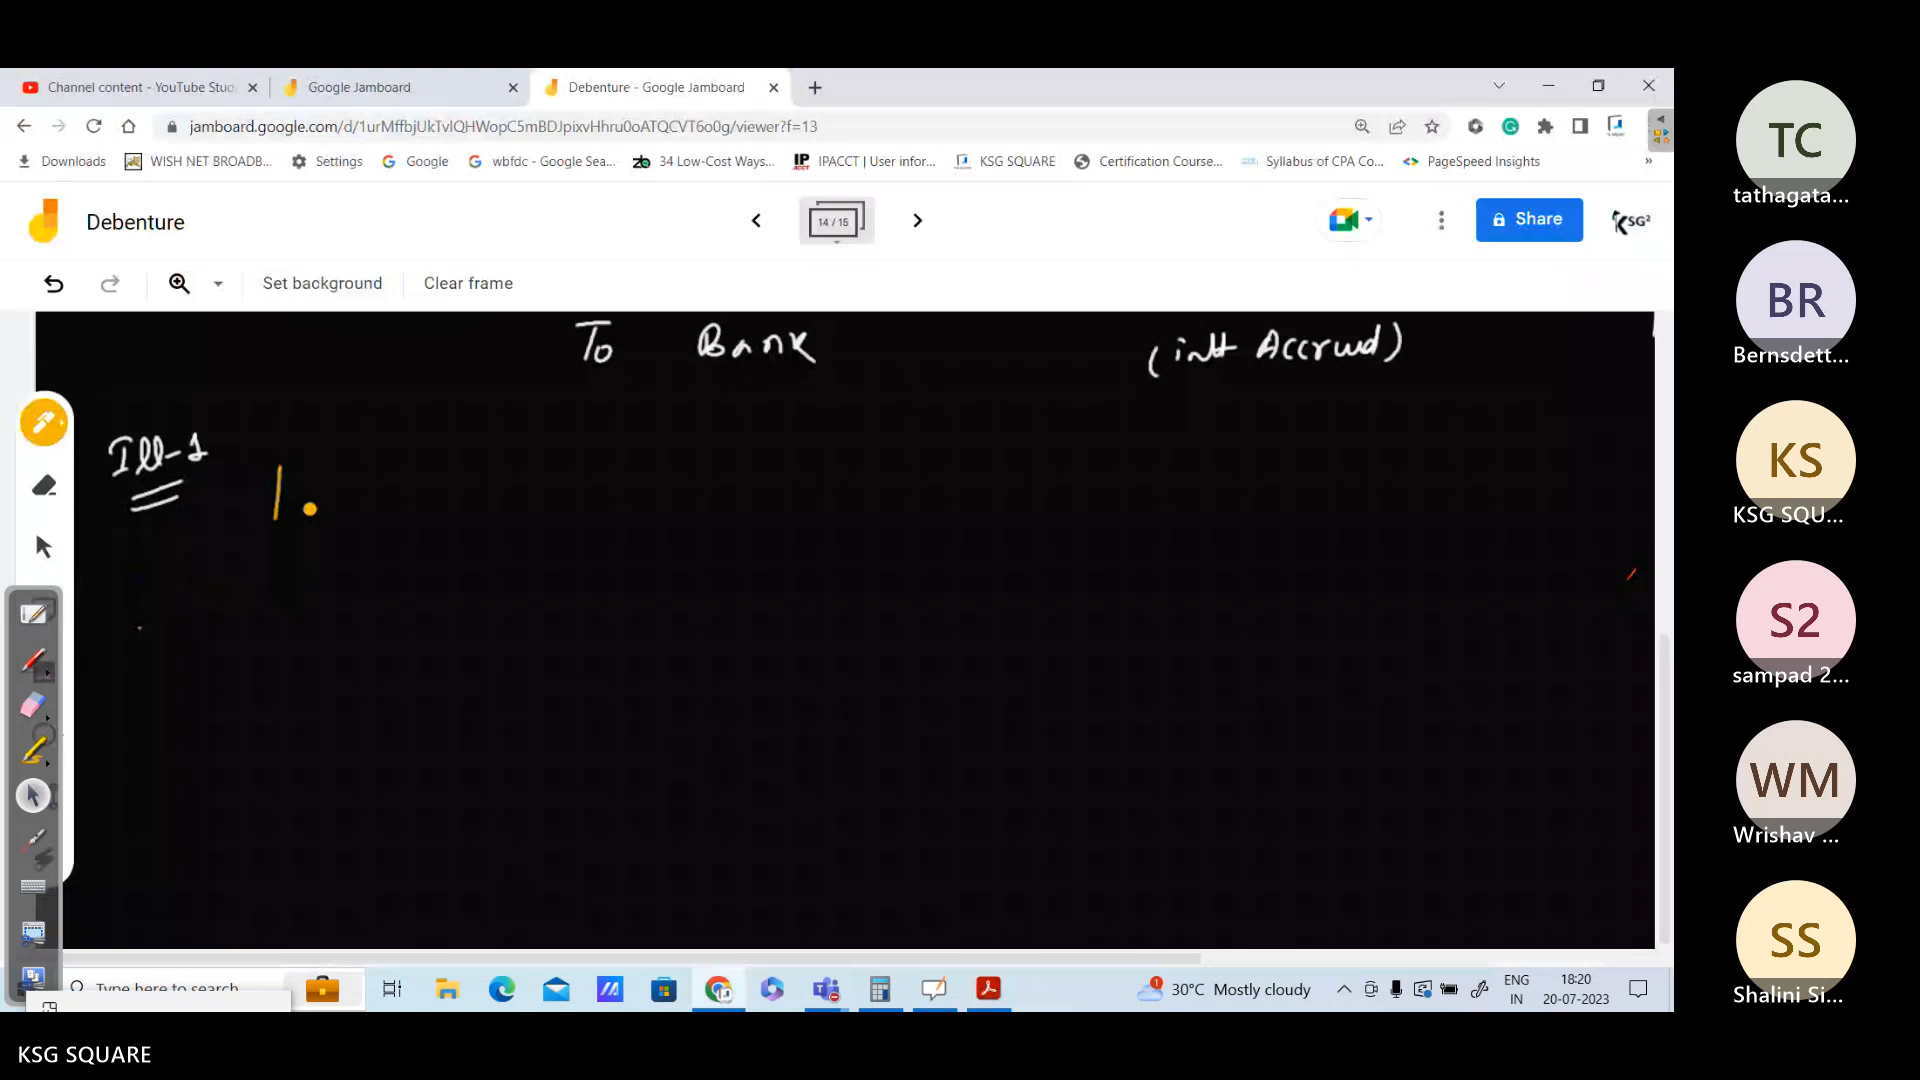 Channel content - YouTube Stud
Google Jamboard
Debenture - Google Jamboard
jamboard.google.com/d/1urMffbjUkTvlQHWopC5mBDJpixvHhru0oATQCVT6o0g/viewer?f=13
Downloads WISH NET BROADB... Settings Google wbfdc - Google Sea... 34 Low-Cost Ways... IPACCT | User infor... KSG SQUARE Certification Course... Syllabus of CPA Co... PageSpeed Insights »
Debenture
14 / 15
Share
KSG²
Set background
Clear frame
To Bank (intt Accrued)
Ill-1
1.
Type here to search
30°C Mostly cloudy
ENG
IN
18:20
20-07-2023
TC
tathagata...
BR
Bernsdett...
KS
KSG SQU...
S2
sampad 2...
WM
Wrishav ...
SS
Shalini Si...
KSG SQUARE